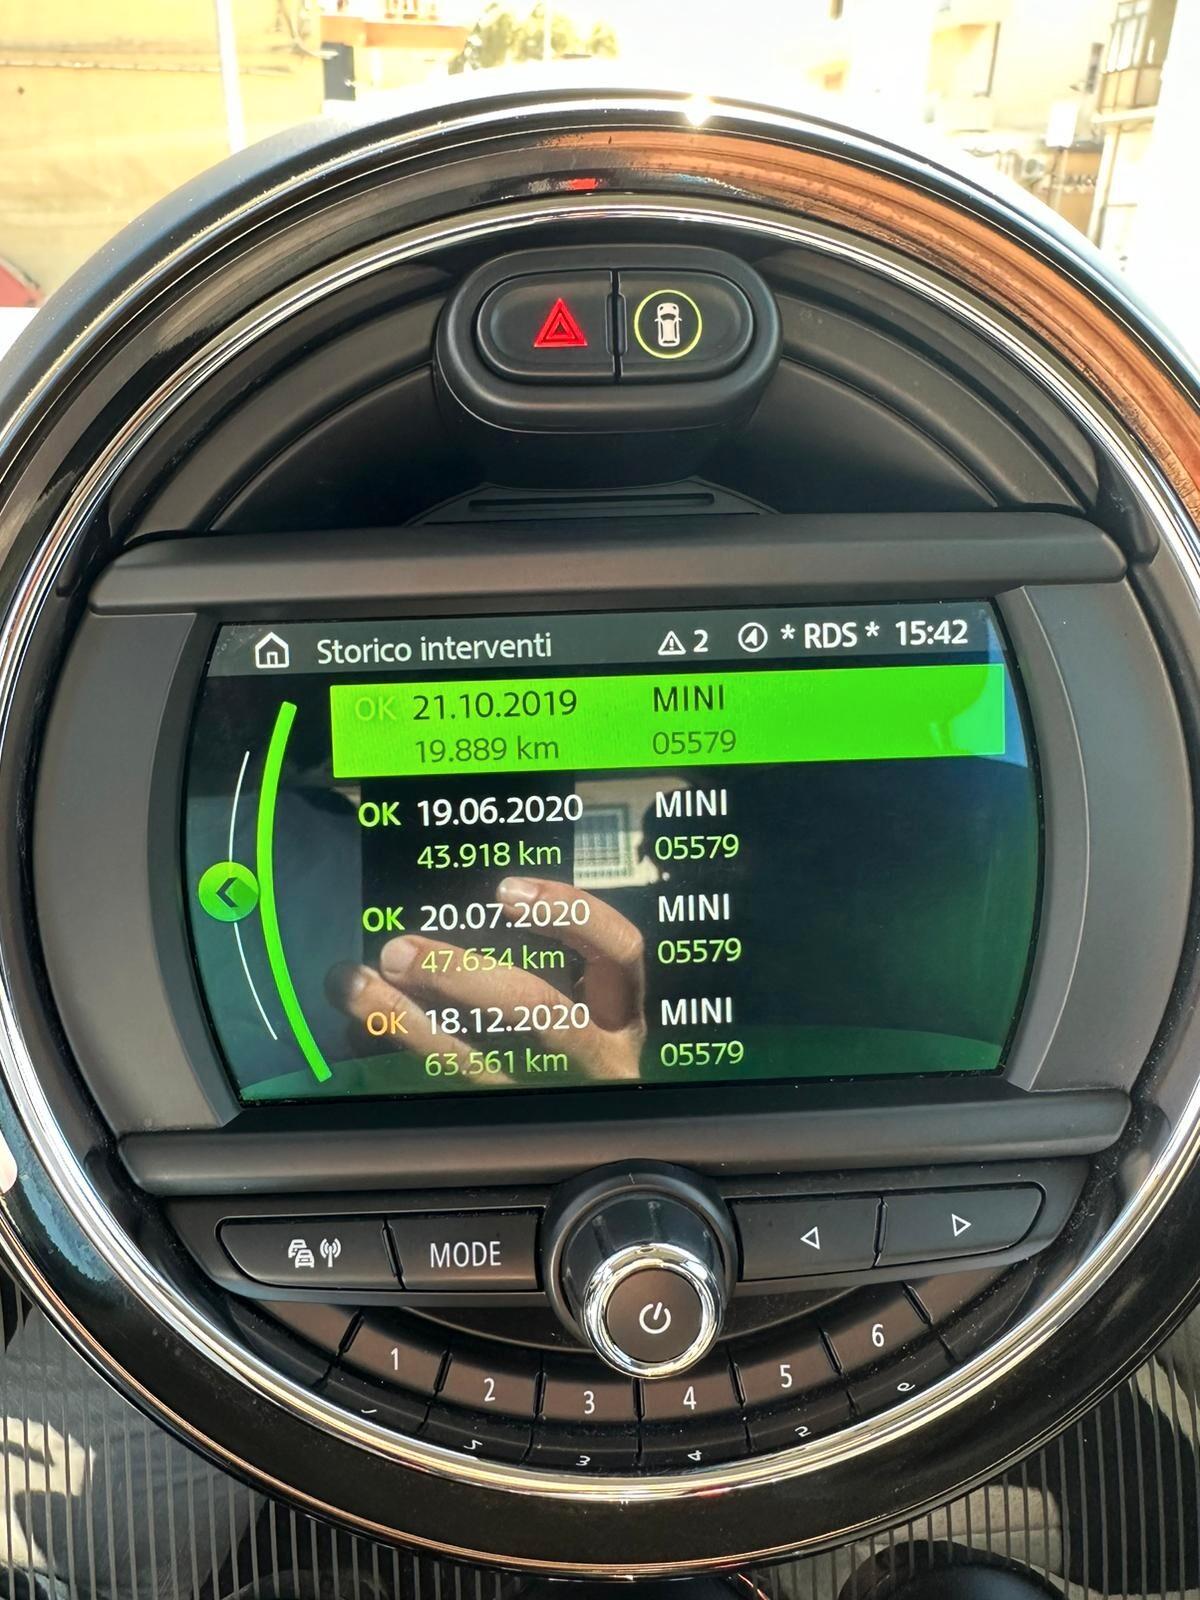 Storico interventi 2 * RDS * 15:42
OK 21.10.2019 MINI
19.889 km 05579
OK 19.06.2020 MINI
43.918 km 05579
OK 20.07.2020 MINI
47.634 km 05579
OK 18.12.2020 MINI
63.561 km 05579
MODE
1 2 3 4 5 6